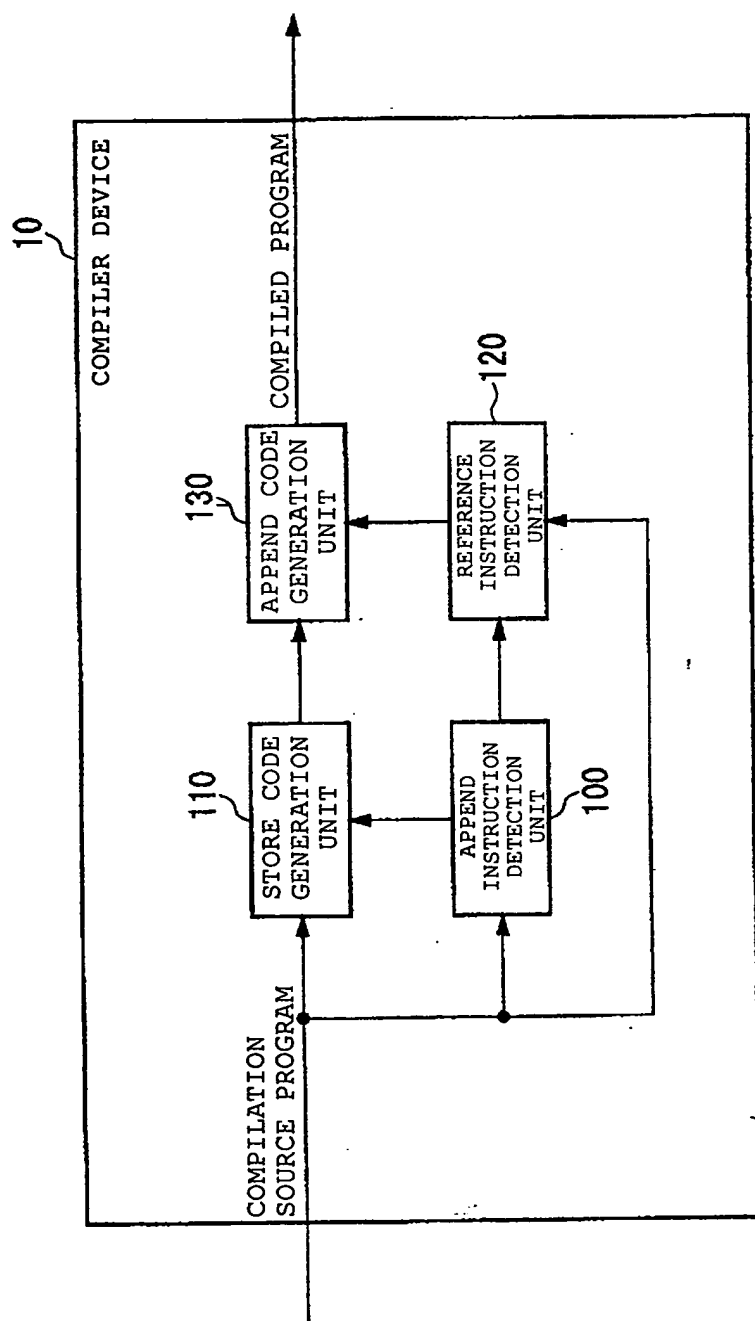 10
COMPILER DEVICE
COMPILATION
SOURCE PROGRAM
110
STORE CODE
GENERATION
UNIT
130
APPEND CODE
GENERATION
UNIT
COMPILED PROGRAM
APPEND
INSTRUCTION
DETECTION
UNIT
100
REFERENCE
INSTRUCTION
DETECTION
UNIT
120